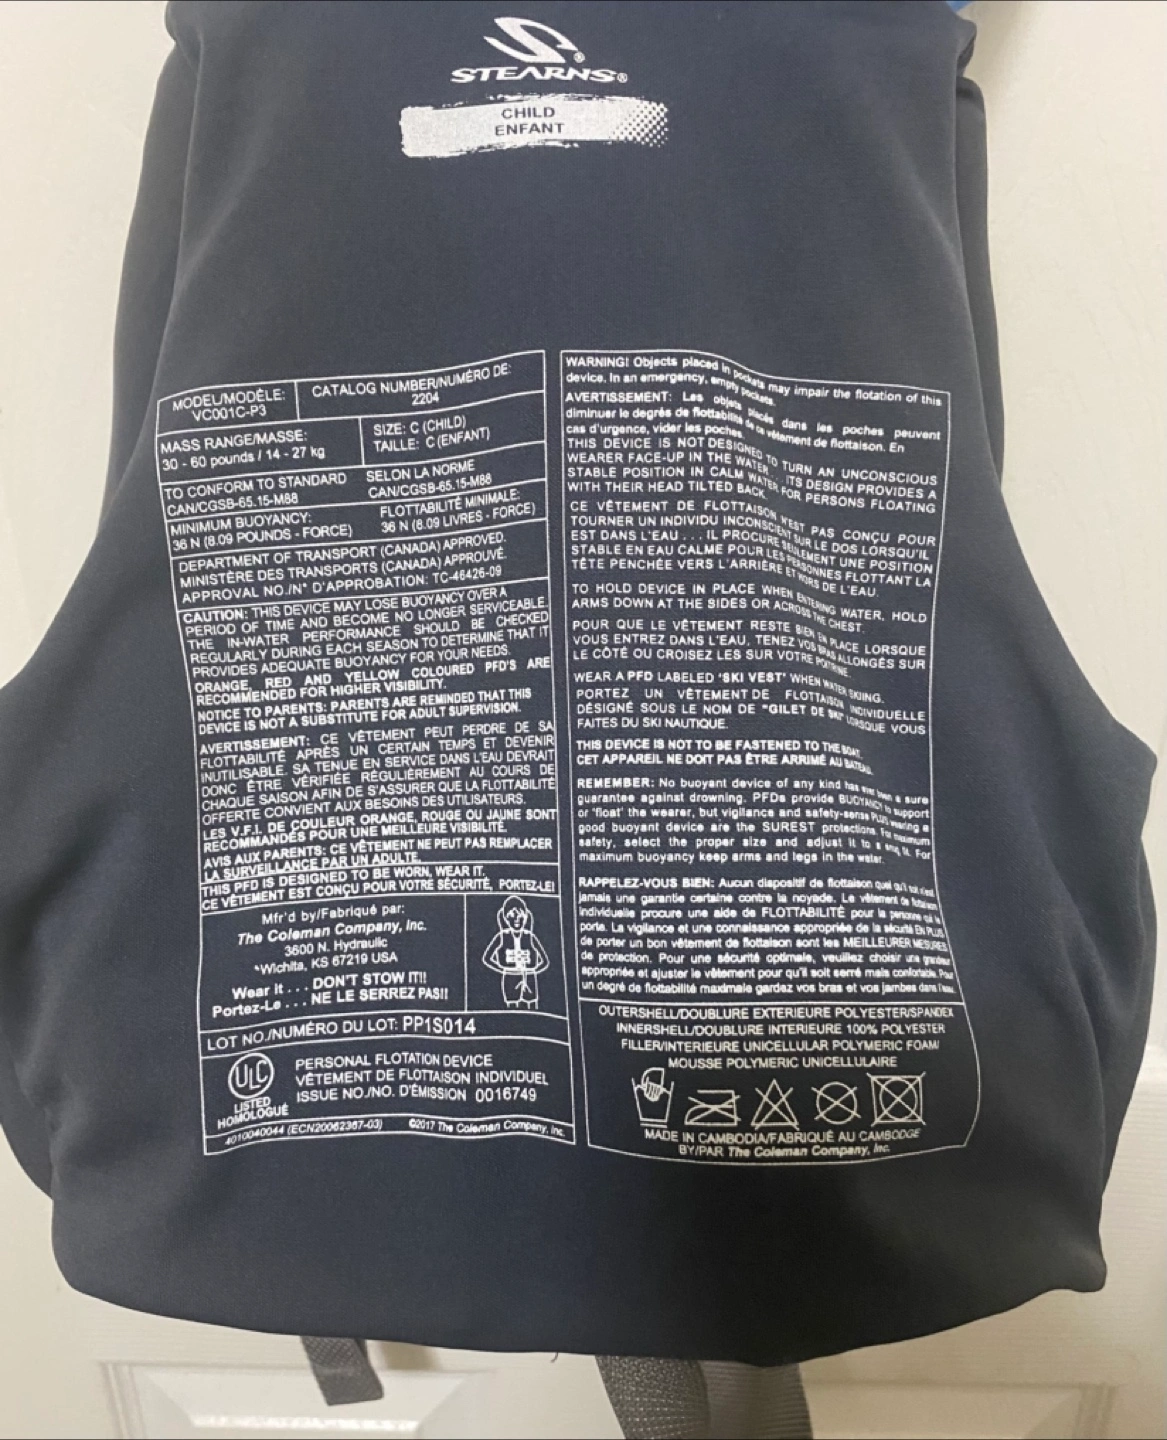 STEARNS®
CHILD
ENFANT
MODEL/MODÈLE:
VC001C-P3
CATALOG NUMBER/NUMÉRO DE:
2204
MASS RANGE/MASSE:
30 - 60 pounds / 14 - 27 kg
SIZE: C (CHILD)
TAILLE: C (ENFANT)
TO CONFORM TO STANDARD
CAN/CGSB-65.15-M88
SELON LA NORME
CAN/CGSB-65.15-M88
MINIMUM BUOYANCY:
36 N (8.09 POUNDS - FORCE)
FLOTTABILITÉ MINIMALE:
36 N (8.09 LIVRES - FORCE)
DEPARTMENT OF TRANSPORT (CANADA) APPROVED.
MINISTÈRE DES TRANSPORTS (CANADA) APPROUVÉ.
APPROVAL NO./N° D'APPROBATION: TC-46426-09
CAUTION: THIS DEVICE MAY LOSE BUOYANCY OVER A
PERIOD OF TIME AND BECOME NO LONGER SERVICEABLE.
THE IN-WATER PERFORMANCE SHOULD BE CHECKED
REGULARLY DURING EACH SEASON TO DETERMINE THAT IT
PROVIDES ADEQUATE BUOYANCY FOR YOUR NEEDS.
ORANGE, RED AND YELLOW COLOURED PFD'S ARE
RECOMMENDED FOR HIGHER VISIBILITY.
NOTICE TO PARENTS: PARENTS ARE REMINDED THAT THIS
DEVICE IS NOT A SUBSTITUTE FOR ADULT SUPERVISION.
AVERTISSEMENT: CE VÊTEMENT PEUT PERDRE DE SA
FLOTTABILITÉ APRÈS UN CERTAIN TEMPS ET DEVENIR
INUTILISABLE. SA TENUE EN SERVICE DANS L'EAU DEVRAIT
DONC ÊTRE VÉRIFIÉE RÉGULIÈREMENT AU COURS DE
CHAQUE SAISON AFIN DE S'ASSURER QUE LA FLOTTABILITÉ
OFFERTE CONVIENT AUX BESOINS DES UTILISATEURS.
LES V.F.I. DE COULEUR ORANGE, ROUGE OU JAUNE SONT
RECOMMANDÉS POUR UNE MEILLEURE VISIBILITÉ.
AVIS AUX PARENTS: CE VÊTEMENT NE PEUT PAS REMPLACER
LA SURVEILLANCE PAR UN ADULTE.
THIS PFD IS DESIGNED TO BE WORN, WEAR IT.
CE VÊTEMENT EST CONÇU POUR VOTRE SÉCURITÉ, PORTEZ-LE!
Mfr'd by/Fabriqué par:
The Coleman Company, Inc.
3600 N. Hydraulic
Wichita, KS 67219 USA
Wear it . . . DON'T STOW IT!!
Portez-Le . . . NE LE SERREZ PAS!!
LOT NO./NUMÉRO DU LOT: PP1S014
ULC
LISTED
HOMOLOGUÉ
PERSONAL FLOTATION DEVICE
VÊTEMENT DE FLOTTAISON INDIVIDUEL
ISSUE NO./NO. D'ÉMISSION 0016749
4010040044 (ECN20062367-03) ©2017 The Coleman Company, Inc.
WARNING! Objects placed in pockets may impair the flotation of this
device. In an emergency, empty pockets.
AVERTISSEMENT: Les objets placés dans les poches peuvent
diminuer le degrés de flottabilité de ce vêtement de flottaison. En
cas d'urgence, vider les poches.
THIS DEVICE IS NOT DESIGNED TO TURN AN UNCONSCIOUS
WEARER FACE-UP IN THE WATER... ITS DESIGN PROVIDES A
STABLE POSITION IN CALM WATER FOR PERSONS FLOATING
WITH THEIR HEAD TILTED BACK.
CE VÊTEMENT DE FLOTTAISON N'EST PAS CONÇU POUR
TOURNER UN INDIVIDU INCONSCIENT SUR LE DOS LORSQU'IL
EST DANS L'EAU . . . IL PROCURE SEULEMENT UNE POSITION
STABLE EN EAU CALME POUR LES PERSONNES FLOTTANT LA
TÊTE PENCHÉE VERS L'ARRIÈRE ET HORS DE L'EAU.
TO HOLD DEVICE IN PLACE WHEN ENTERING WATER, HOLD
ARMS DOWN AT THE SIDES OR ACROSS THE CHEST.
POUR QUE LE VÊTEMENT RESTE BIEN EN PLACE LORSQUE
VOUS ENTREZ DANS L'EAU, TENEZ VOS BRAS ALLONGÉS SUR
LE CÔTÉ OU CROISEZ LES SUR VOTRE POITRINE.
WEAR A PFD LABELED 'SKI VEST' WHEN WATER SKIING.
PORTEZ UN VÊTEMENT DE FLOTTAISON INDIVIDUELLE
DÉSIGNÉ SOUS LE NOM DE "GILET DE SKI" LORSQUE VOUS
FAITES DU SKI NAUTIQUE.
THIS DEVICE IS NOT TO BE FASTENED TO THE BOAT.
CET APPAREIL NE DOIT PAS ÊTRE ARRIMÉ AU BATEAU.
REMEMBER: No buoyant device of any kind has ever been a sure
guarantee against drowning. PFDs provide BUOYANCY to support
or 'float' the wearer, but vigilance and safety-sense PLUS wearing a
good buoyant device are the SUREST protections. For maximum
safety, select the proper size and adjust it to a snug fit. For
maximum buoyancy keep arms and legs in the water.
RAPPELEZ-VOUS BIEN: Aucun dispositif de flottaison quel qu'il soit n'est
jamais une garantie certaine contre la noyade. Le vêtement de flottaison
individuelle procure une aide de FLOTTABILITÉ pour la personne qui le
porte. La vigilance et une connaissance appropriée de la sécurité EN PLUS
de porter un bon vêtement de flottaison sont les MEILLEURER MESURES
de protection. Pour une sécurité optimale, veuillez choisir une grandeur
appropriée et ajuster le vêtement pour qu'il soit serré mais confortable. Pour
un degré de flottabilité maximale gardez vos bras et vos jambes dans l'eau.
OUTERSHELL/DOUBLURE EXTERIEURE POLYESTER/SPANDEX
INNERSHELL/DOUBLURE INTERIEURE 100% POLYESTER
FILLER/INTERIEURE UNICELLULAR POLYMERIC FOAM/
MOUSSE POLYMERIC UNICELLULAIRE
MADE IN CAMBODIA/FABRIQUÉ AU CAMBODGE
BY/PAR The Coleman Company, Inc.